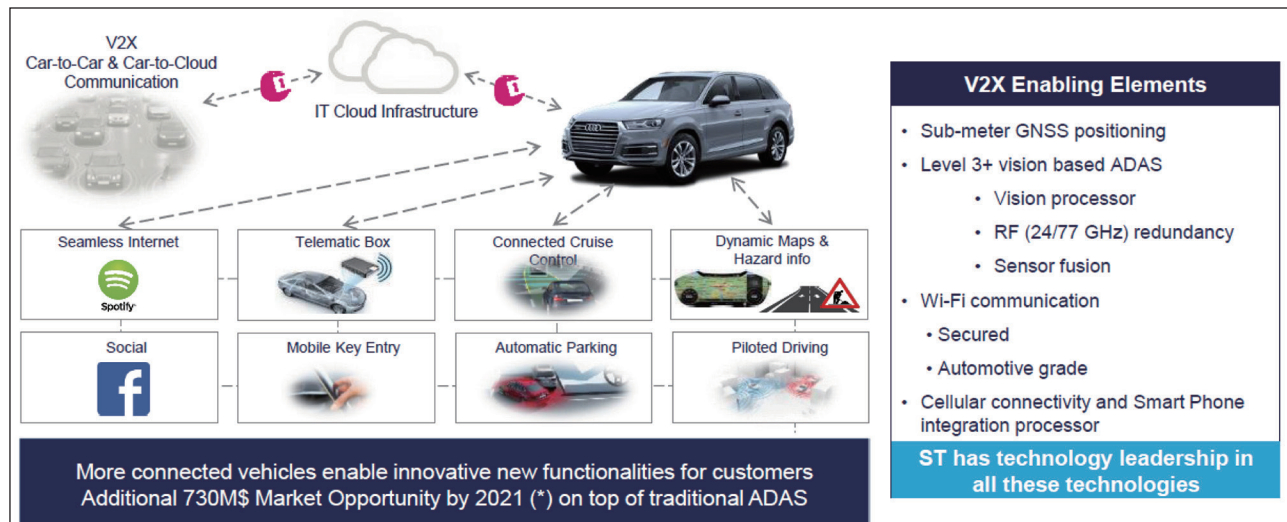 V2X
Car-to-Car & Car-to-Cloud
Communication
IT Cloud Infrastructure
Seamless Internet
Spotify
Telematic Box
Connected Cruise
Control
Dynamic Maps &
Hazard info
Social
f
Mobile Key Entry
Automatic Parking
Piloted Driving
More connected vehicles enable innovative new functionalities for customers
Additional 730M$ Market Opportunity by 2021 (*) on top of traditional ADAS
V2X Enabling Elements
• Sub-meter GNSS positioning
• Level 3+ vision based ADAS
• Vision processor
• RF (24/77 GHz) redundancy
• Sensor fusion
• Wi-Fi communication
• Secured
• Automotive grade
• Cellular connectivity and Smart Phone
integration processor
ST has technology leadership in
all these technologies